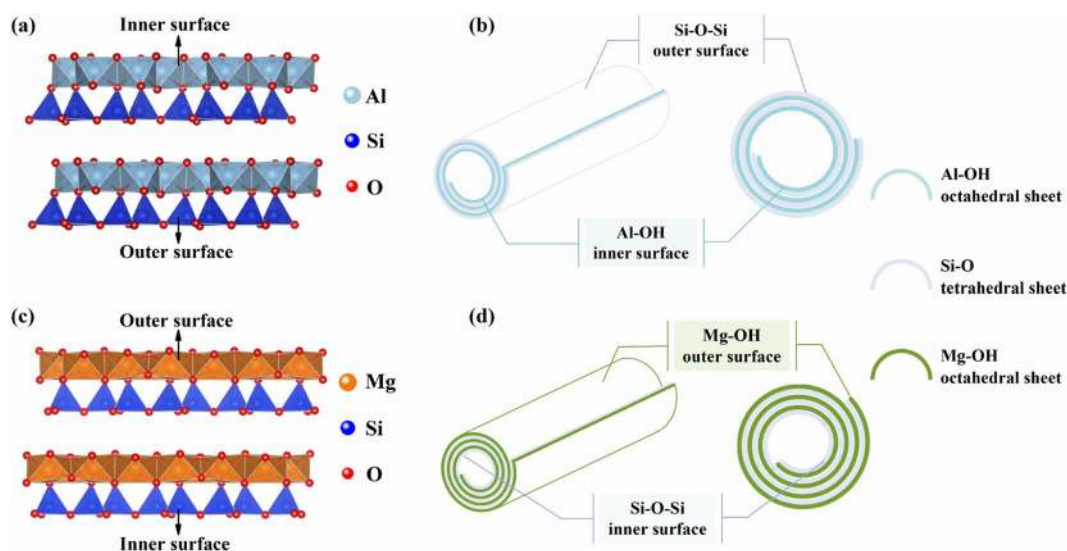 (a)
Inner surface
Al
Si
O
Outer surface
(b)
Si-O-Si
outer surface
Al-OH
inner surface
Al-OH
octahedral sheet
Si-O
tetrahedral sheet
(c)
Outer surface
Mg
Si
O
Inner surface
(d)
Mg-OH
outer surface
Mg-OH
octahedral sheet
Si-O-Si
inner surface